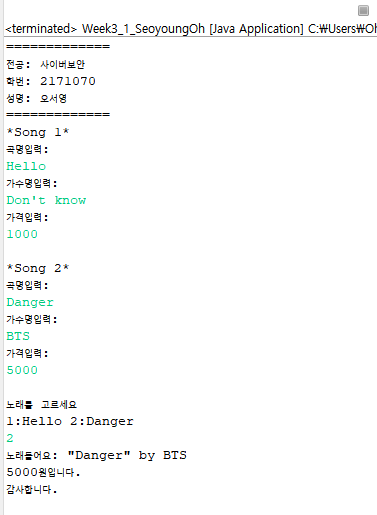 <terminated> Week3_1_SeoyoungOh [Java Application] C:₩Users₩Oh
=============
전공: 사이버보안
학번: 2171070
성명: 오서영
=============
*Song 1*
곡명입력:
Hello
가수명입력:
Don't know
가격입력:
1000
*Song 2*
곡명입력:
Danger
가수명입력:
BTS
가격입력:
5000
노래를 고르세요
1:Hello 2:Danger
2
노래들어요: "Danger" by BTS
5000원입니다.
감사합니다.